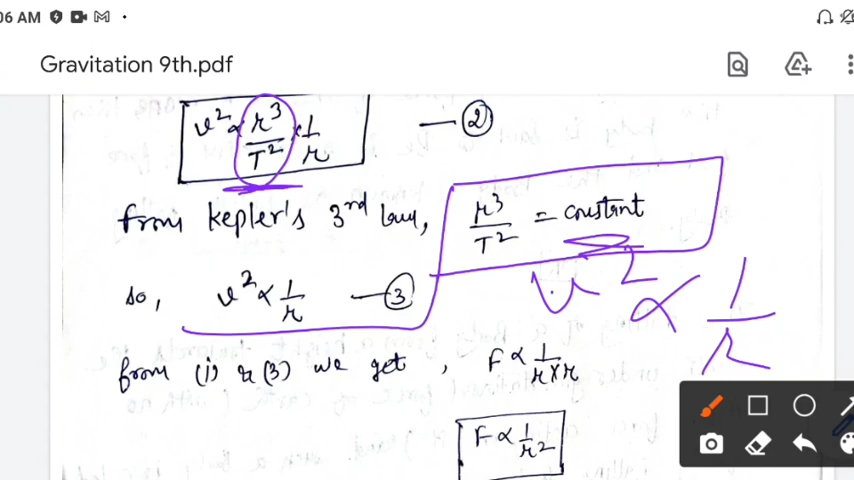 06 AM
Gravitation 9th.pdf
v² ∝ r³/T² × 1/r — ②
from Kepler's 3rd law, r³/T² = constant
so, v² ∝ 1/r — ③
v² ∝ 1/r
from (i) & (3) we get, F ∝ 1/r×r
F ∝ 1/r²